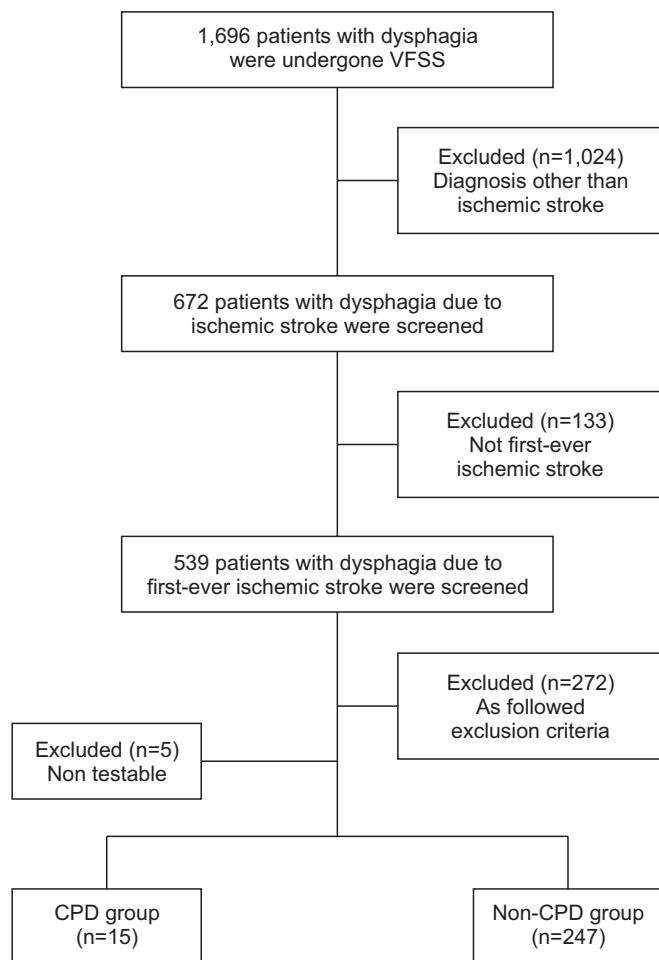 1,696 patients with dysphagia
were undergone VFSS
Excluded (n=1,024)
Diagnosis other than
ischemic stroke
672 patients with dysphagia due to
ischemic stroke were screened
Excluded (n=133)
Not first-ever
ischemic stroke
539 patients with dysphagia due to
first-ever ischemic stroke were screened
Excluded (n=272)
As followed
exclusion criteria
Excluded (n=5)
Non testable
CPD group
(n=15)
Non-CPD group
(n=247)